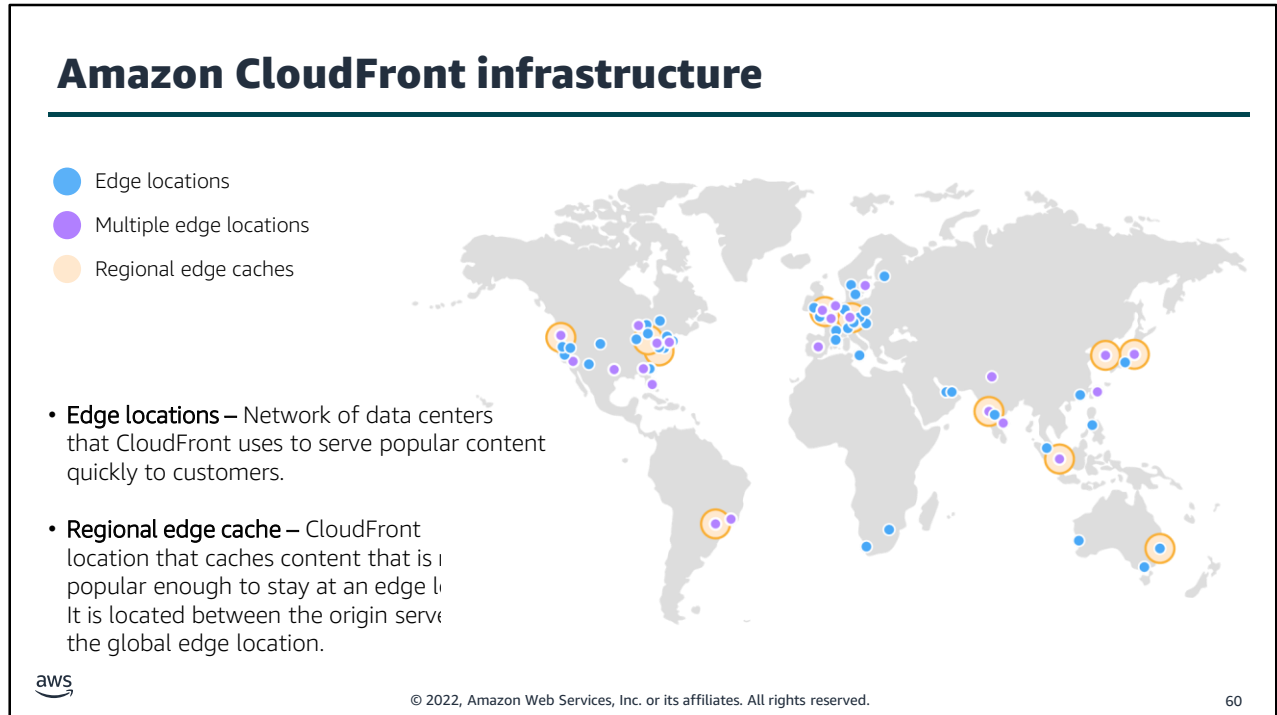 Amazon CloudFront infrastructure
Edge locations
Multiple edge locations
Regional edge caches
• Edge locations – Network of data centers
that CloudFront uses to serve popular content
quickly to customers.
• Regional edge cache – CloudFront
location that caches content that is
popular enough to stay at an edge
It is located between the origin
the global edge location.
aws
© 2022, Amazon Web Services, Inc. or its affiliates. All rights reserved.
60